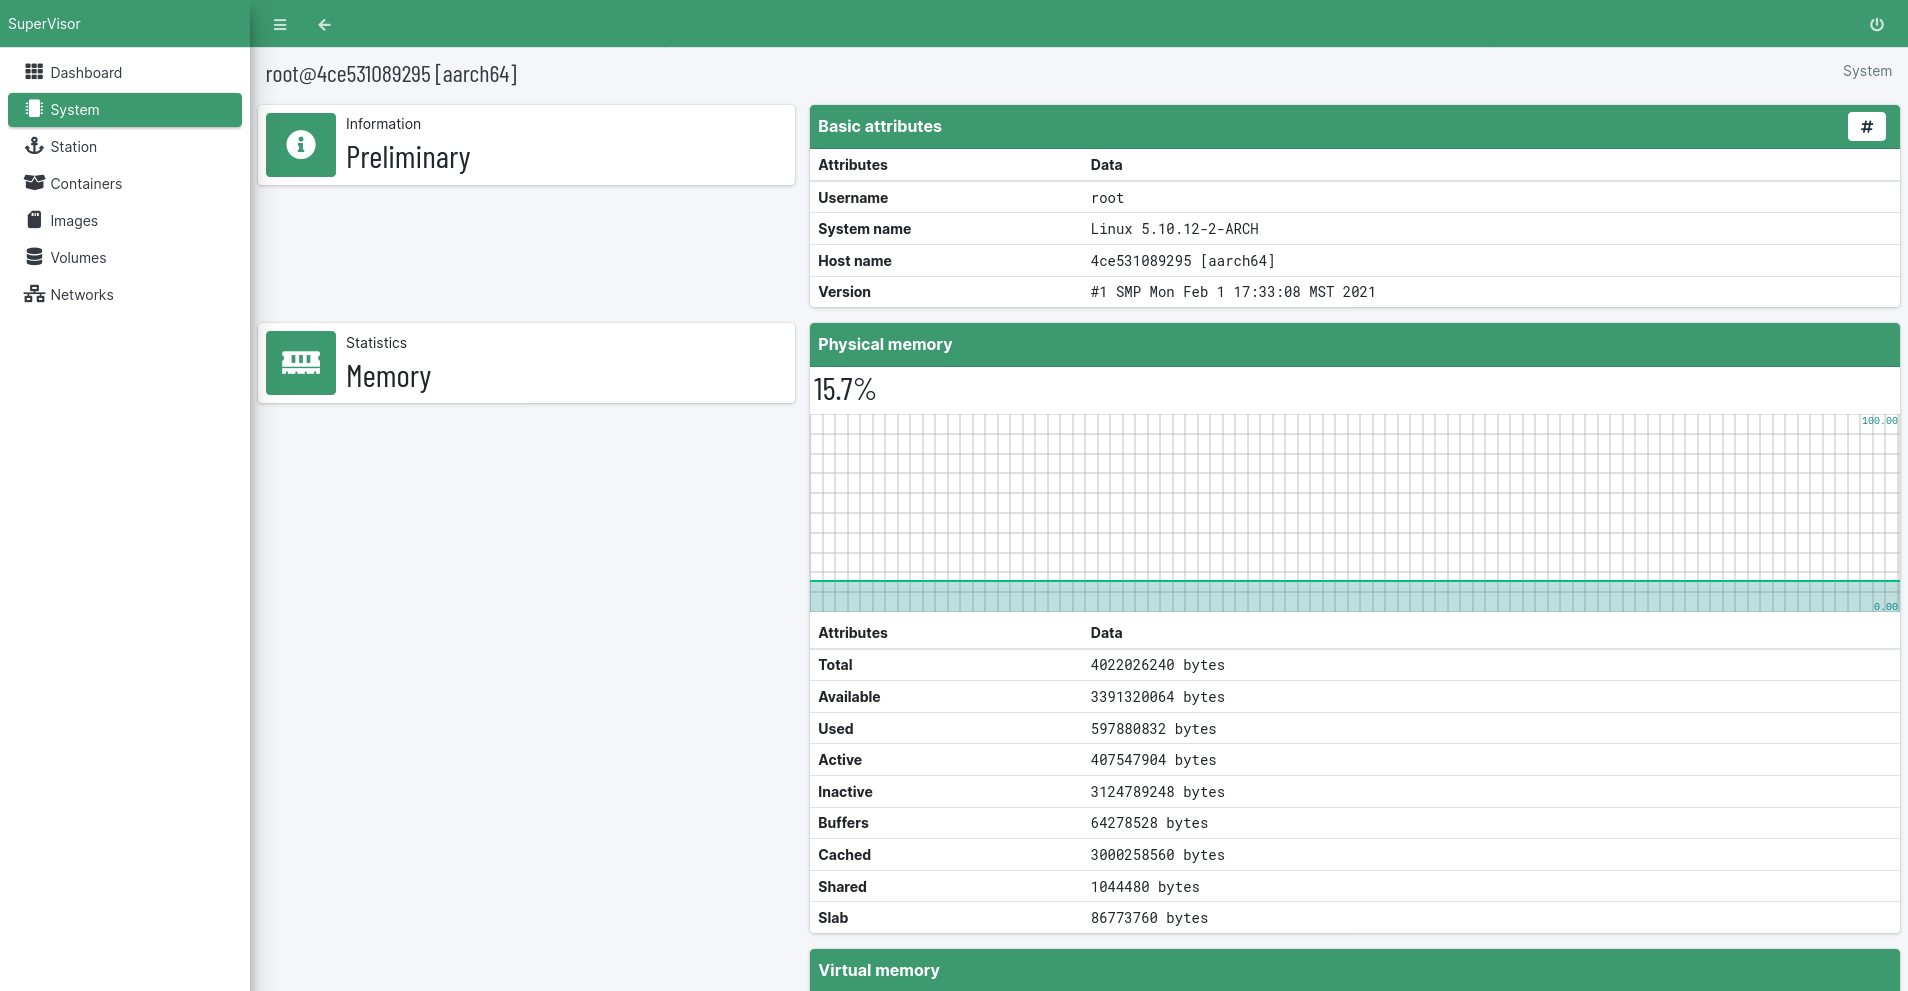 SuperVisor
Dashboard
System
Station
Containers
Images
Volumes
Networks
root@4ce531089295 [aarch64]
System
Information
Preliminary
Basic attributes
#
Attributes Data
Username root
System name Linux 5.10.12-2-ARCH
Host name 4ce531089295 [aarch64]
Version #1 SMP Mon Feb 1 17:33:08 MST 2021
Statistics
Memory
Physical memory
15.7%
100.00
0.00
Attributes Data
Total 4022026240 bytes
Available 3391320064 bytes
Used 597880832 bytes
Active 407547904 bytes
Inactive 3124789248 bytes
Buffers 64278528 bytes
Cached 3000258560 bytes
Shared 1044480 bytes
Slab 86773760 bytes
Virtual memory